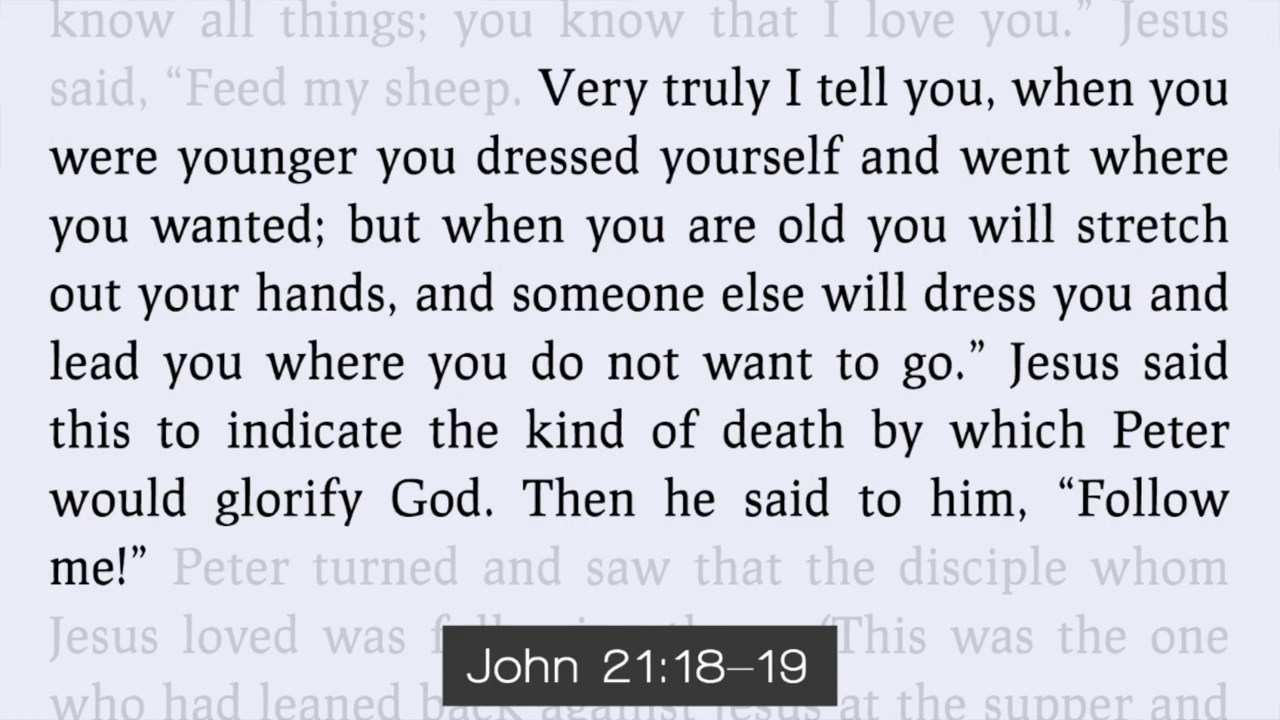 know all things; you know that I love you.” Jesus
said, “Feed my sheep. Very truly I tell you, when you
were younger you dressed yourself and went where
you wanted; but when you are old you will stretch
out your hands, and someone else will dress you and
lead you where you do not want to go.” Jesus said
this to indicate the kind of death by which Peter
would glorify God. Then he said to him, “Follow
me!” Peter turned and saw that the disciple whom
Jesus loved was (This was the one
who had leaned back against Jesus at the supper and
John 21:18–19